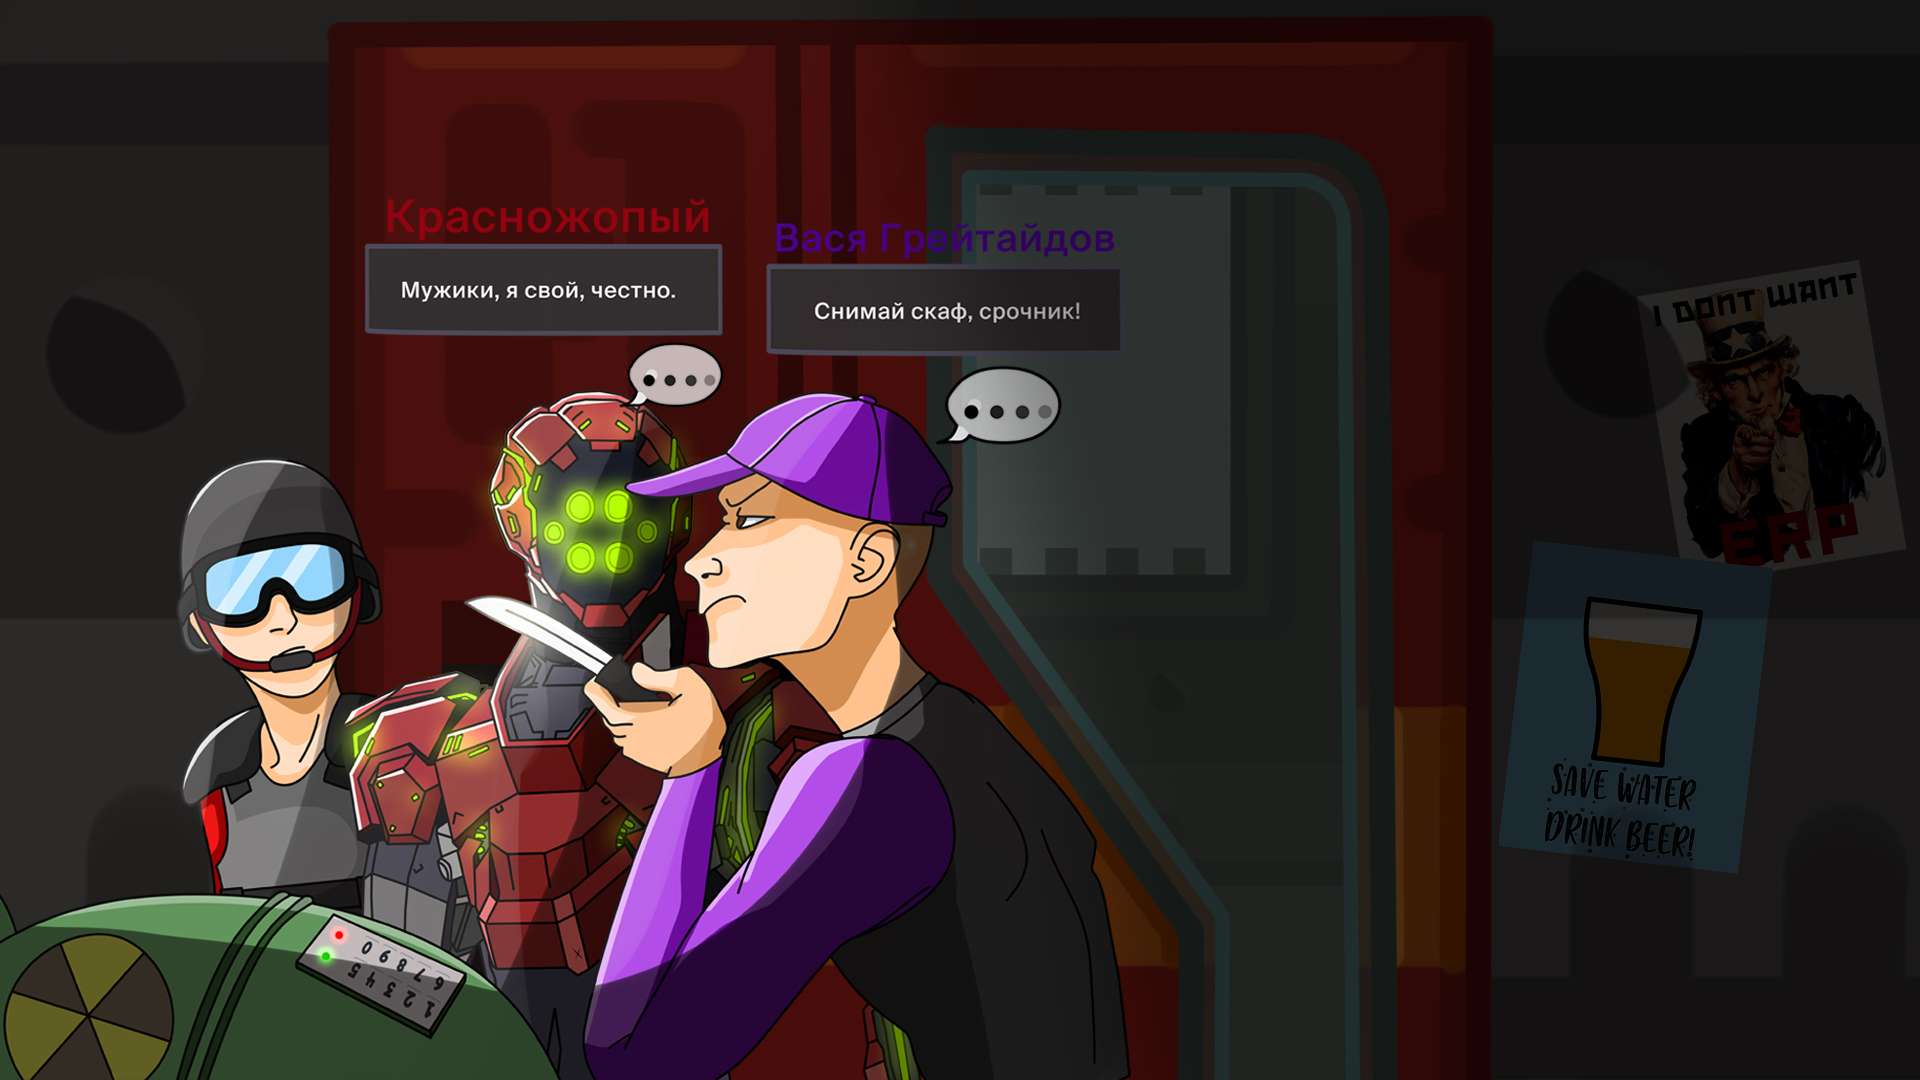 Красножопый
Мужики, я свой, честно.
Вася Грейтайдов
Снимай скаф, срочник!
I DONT WANT
ERP
SAVE WATER
DRINK BEER!
6 7 8 9 0
1 2 3 4 5